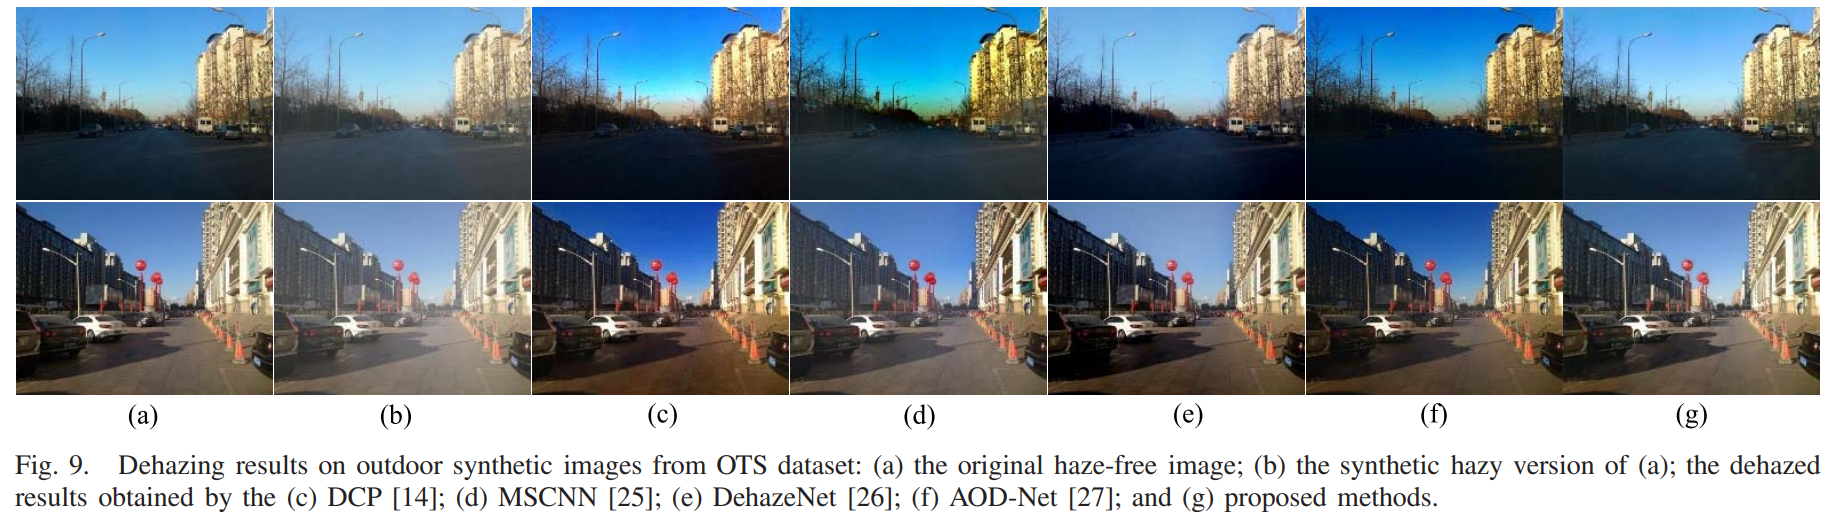 (a) (b) (c) (d) (e) (f) (g)
Fig. 9. Dehazing results on outdoor synthetic images from OTS dataset: (a) the original haze-free image; (b) the synthetic hazy version of (a); the dehazed
results obtained by the (c) DCP [14]; (d) MSCNN [25]; (e) DehazeNet [26]; (f) AOD-Net [27]; and (g) proposed methods.